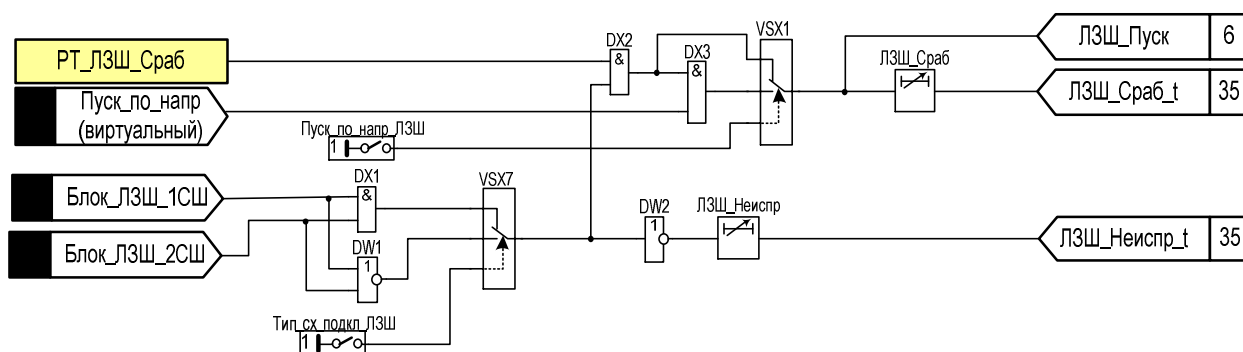 РТ_ЛЗШ_Сраб
Пуск_по_напр
(виртуальный)
Блок_ЛЗШ_1СШ
Блок_ЛЗШ_2СШ
Пуск_по_напр_ЛЗШ
1
Тип_сх_подкл_ЛЗШ
1
DX1
&
DW1
1
VSX7
DX2
&
DX3
&
VSX1
DW2
1
ЛЗШ_Неиспр
ЛЗШ_Сраб
ЛЗШ_Пуск 6
ЛЗШ_Сраб_t 35
ЛЗШ_Неиспр_t 35